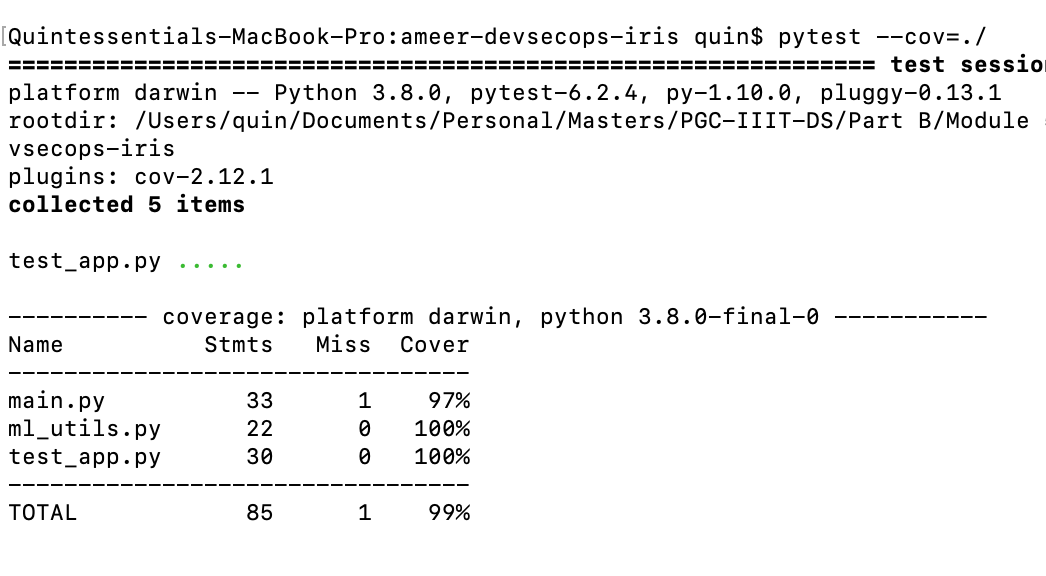 [Quintessentials-MacBook-Pro:ameer-devsecops-iris quin$ pytest --cov=./
============================================================== test session
platform darwin -- Python 3.8.0, pytest-6.2.4, py-1.10.0, pluggy-0.13.1
rootdir: /Users/quin/Documents/Personal/Masters/PGC-IIIT-DS/Part B/Module
vsecops-iris
plugins: cov-2.12.1
collected 5 items

test_app.py .....

---------- coverage: platform darwin, python 3.8.0-final-0 -----------
Name          Stmts   Miss  Cover
---------------------------------
main.py          33      1    97%
ml_utils.py      22      0   100%
test_app.py      30      0   100%
---------------------------------
TOTAL            85      1    99%